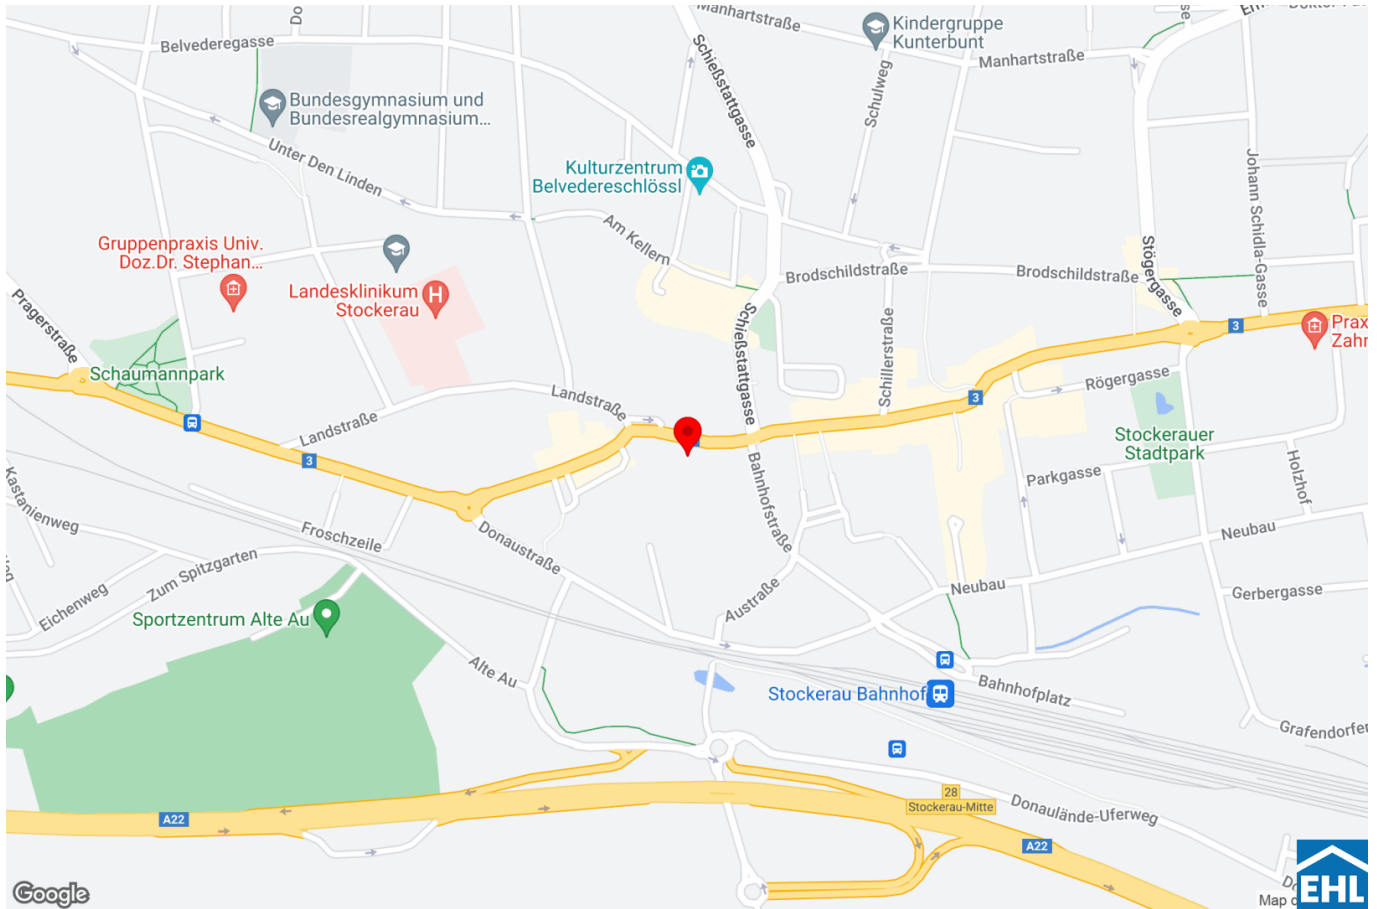 Manhartstraße
Kindergruppe
Kunterbunt
Belvederegasse
Manhartstraße
Schießstattgasse
Schulweg
Bundesgymnasium und
Bundesrealgymnasium...
Unter Den Linden
Kulturzentrum
Belvedereschlössl
Johann Schidla-Gasse
Am Kellern
Gruppenpraxis Univ.
Doz.Dr. Stephan...
Brodschildstraße
Brodschildstraße
Stögergasse
Landesklinikum
Stockerau
H
Pragerstraße
Schießstattgasse
Schillerstraße
3
Prax
Zahr
Schaumannpark
Rögergasse
Landstraße
3
Landstraße
Stockerauer
Stadtpark
3
Bahnhofstraße
Parkgasse
Holzhof
Kastanienweg
Froschzeile
Donaustraße
Neubau
Zum Spitzgarten
Neubau
Gerbergasse
Eichenweg
Austraße
Sportzentrum Alte Au
Alte Au
Bahnhofplatz
Stockerau Bahnhof
Grafendorfer
28
Stockerau-Mitte
Donaulände-Uferweg
A22
A22
EHL
Google
Map d